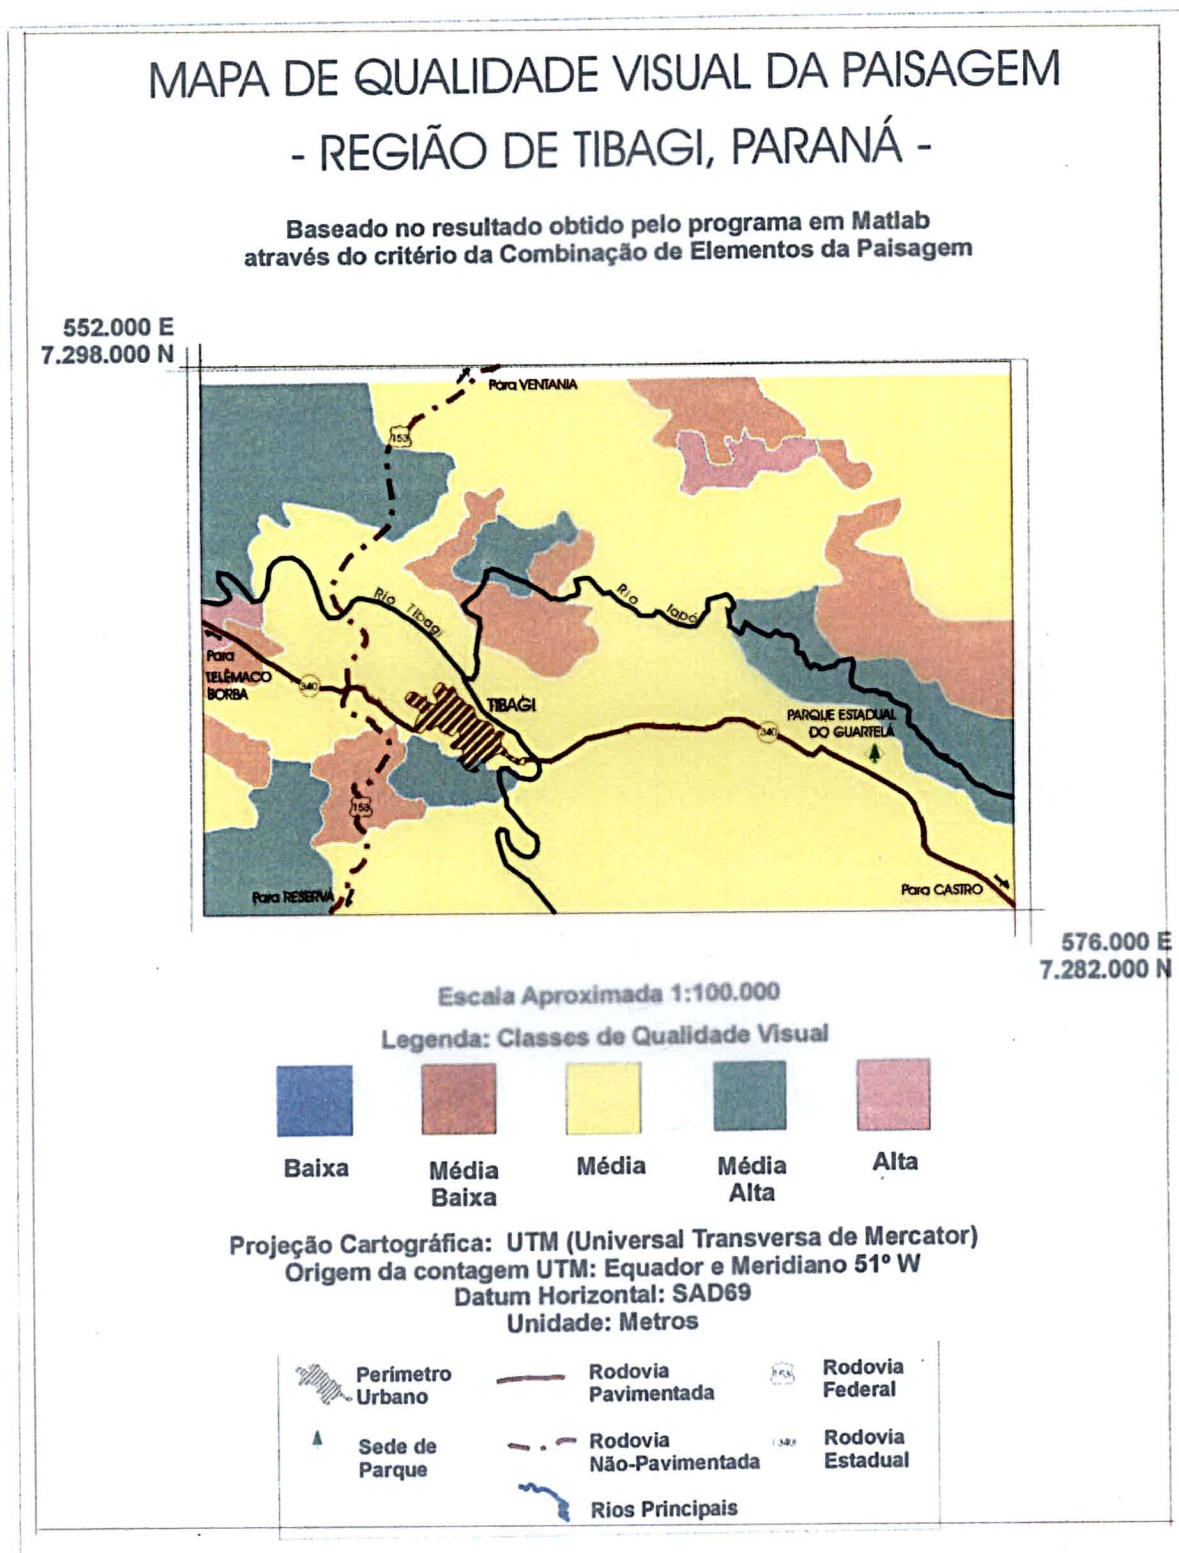 MAPA DE QUALIDADE VISUAL DA PAISAGEM
- REGIÃO DE TIBAGI, PARANÁ -
Baseado no resultado obtido pelo programa em Matlab
através do critério da Combinação de Elementos da Paisagem
552.000 E
7.298.000 N
Para VENTANIA
153
Rio Tibagi
Rio Iapó
Para
TELÊMACO
BORBA
340
TIBAGI
PARQUE ESTADUAL
DO GUARTELÁ
340
153
Para RESERVA
Para CASTRO
576.000 E
7.282.000 N
Escala Aproximada 1:100.000
Legenda: Classes de Qualidade Visual
Baixa
Média
Baixa
Média
Média
Alta
Alta
Projeção Cartográfica: UTM (Universal Transversa de Mercator)
Origem da contagem UTM: Equador e Meridiano 51º W
Datum Horizontal: SAD69
Unidade: Metros
Perímetro
Urbano
Rodovia
Pavimentada
153
Rodovia
Federal
Sede de
Parque
Rodovia
Não-Pavimentada
340
Rodovia
Estadual
Rios Principais